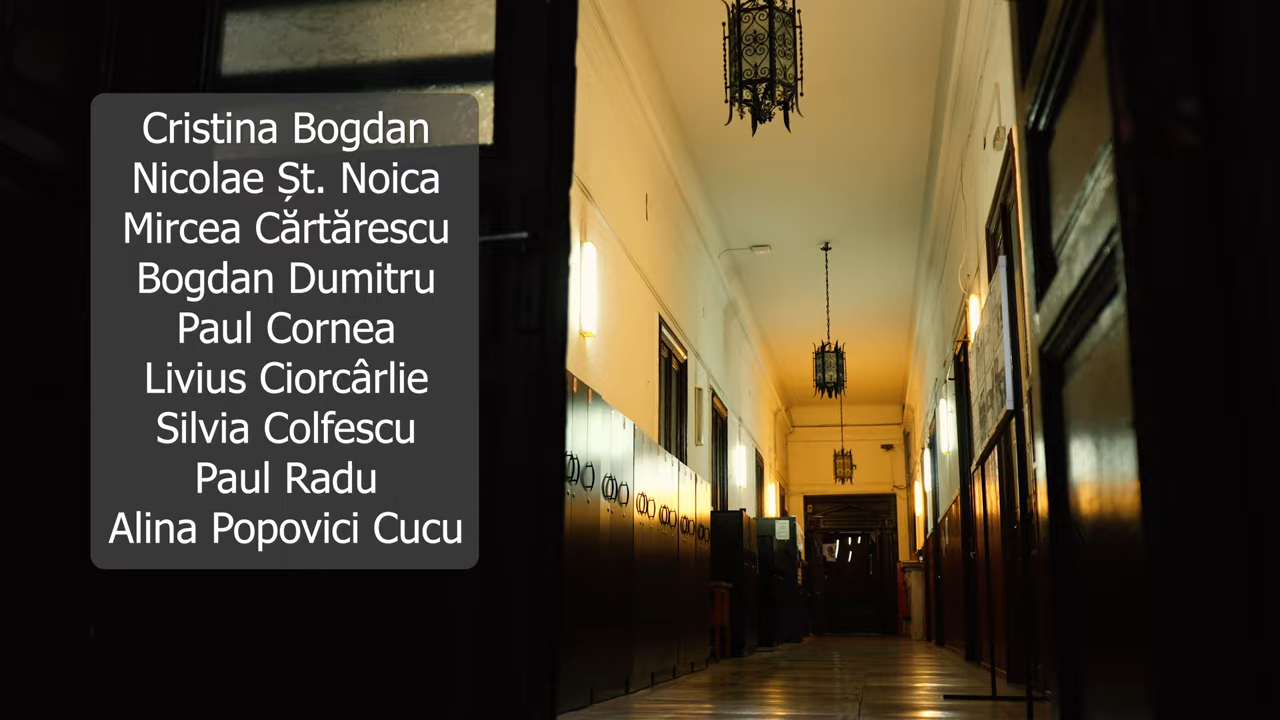 Cristina Bogdan
Nicolae Șt. Noica
Mircea Cărtărescu
Bogdan Dumitru
Paul Cornea
Livius Ciorcârlie
Silvia Colfescu
Paul Radu
Alina Popovici Cucu